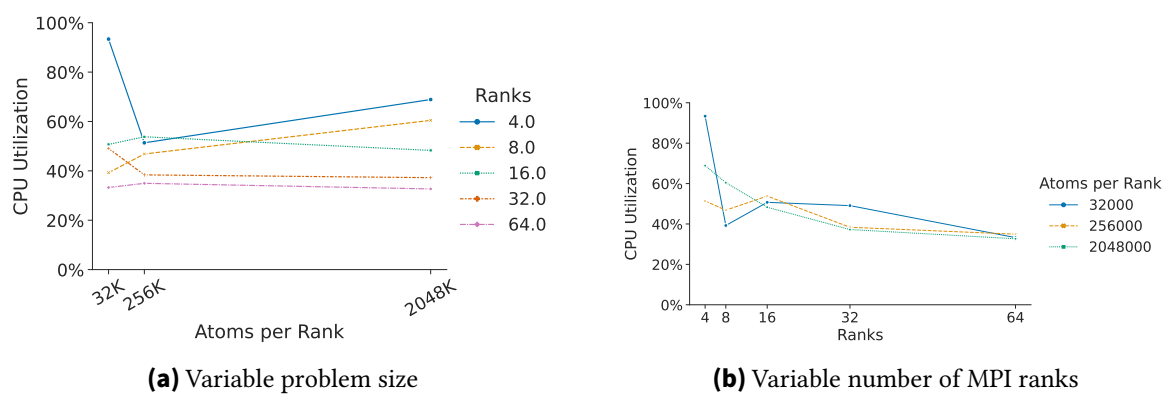 100%
80%
60%
40%
20%
0%
CPU Utilization
32K
256K
2048K
Atoms per Rank
Ranks
4.0
8.0
16.0
32.0
64.0
(a) Variable problem size
100%
80%
60%
40%
20%
0%
CPU Utilization
4
8
16
32
64
Ranks
Atoms per Rank
32000
256000
2048000
(b) Variable number of MPI ranks